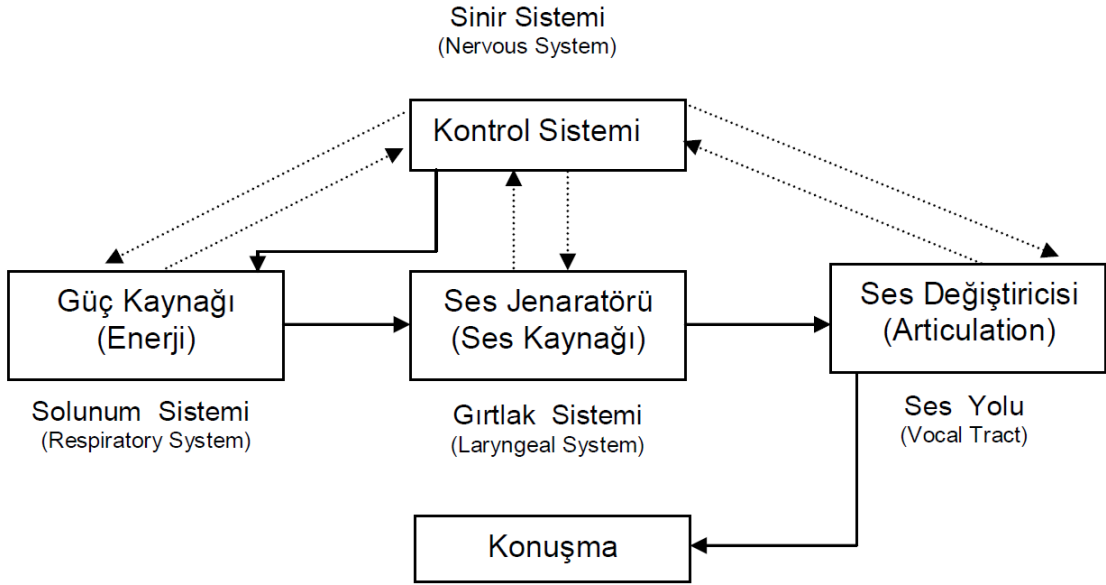 Sinir Sistemi
(Nervous System)
Kontrol Sistemi
Güç Kaynağı
(Enerji)
Ses Jenaratörü
(Ses Kaynağı)
Ses Değiştiricisi
(Articulation)
Solunum Sistemi
(Respiratory System)
Gırtlak Sistemi
(Laryngeal System)
Ses Yolu
(Vocal Tract)
Konuşma